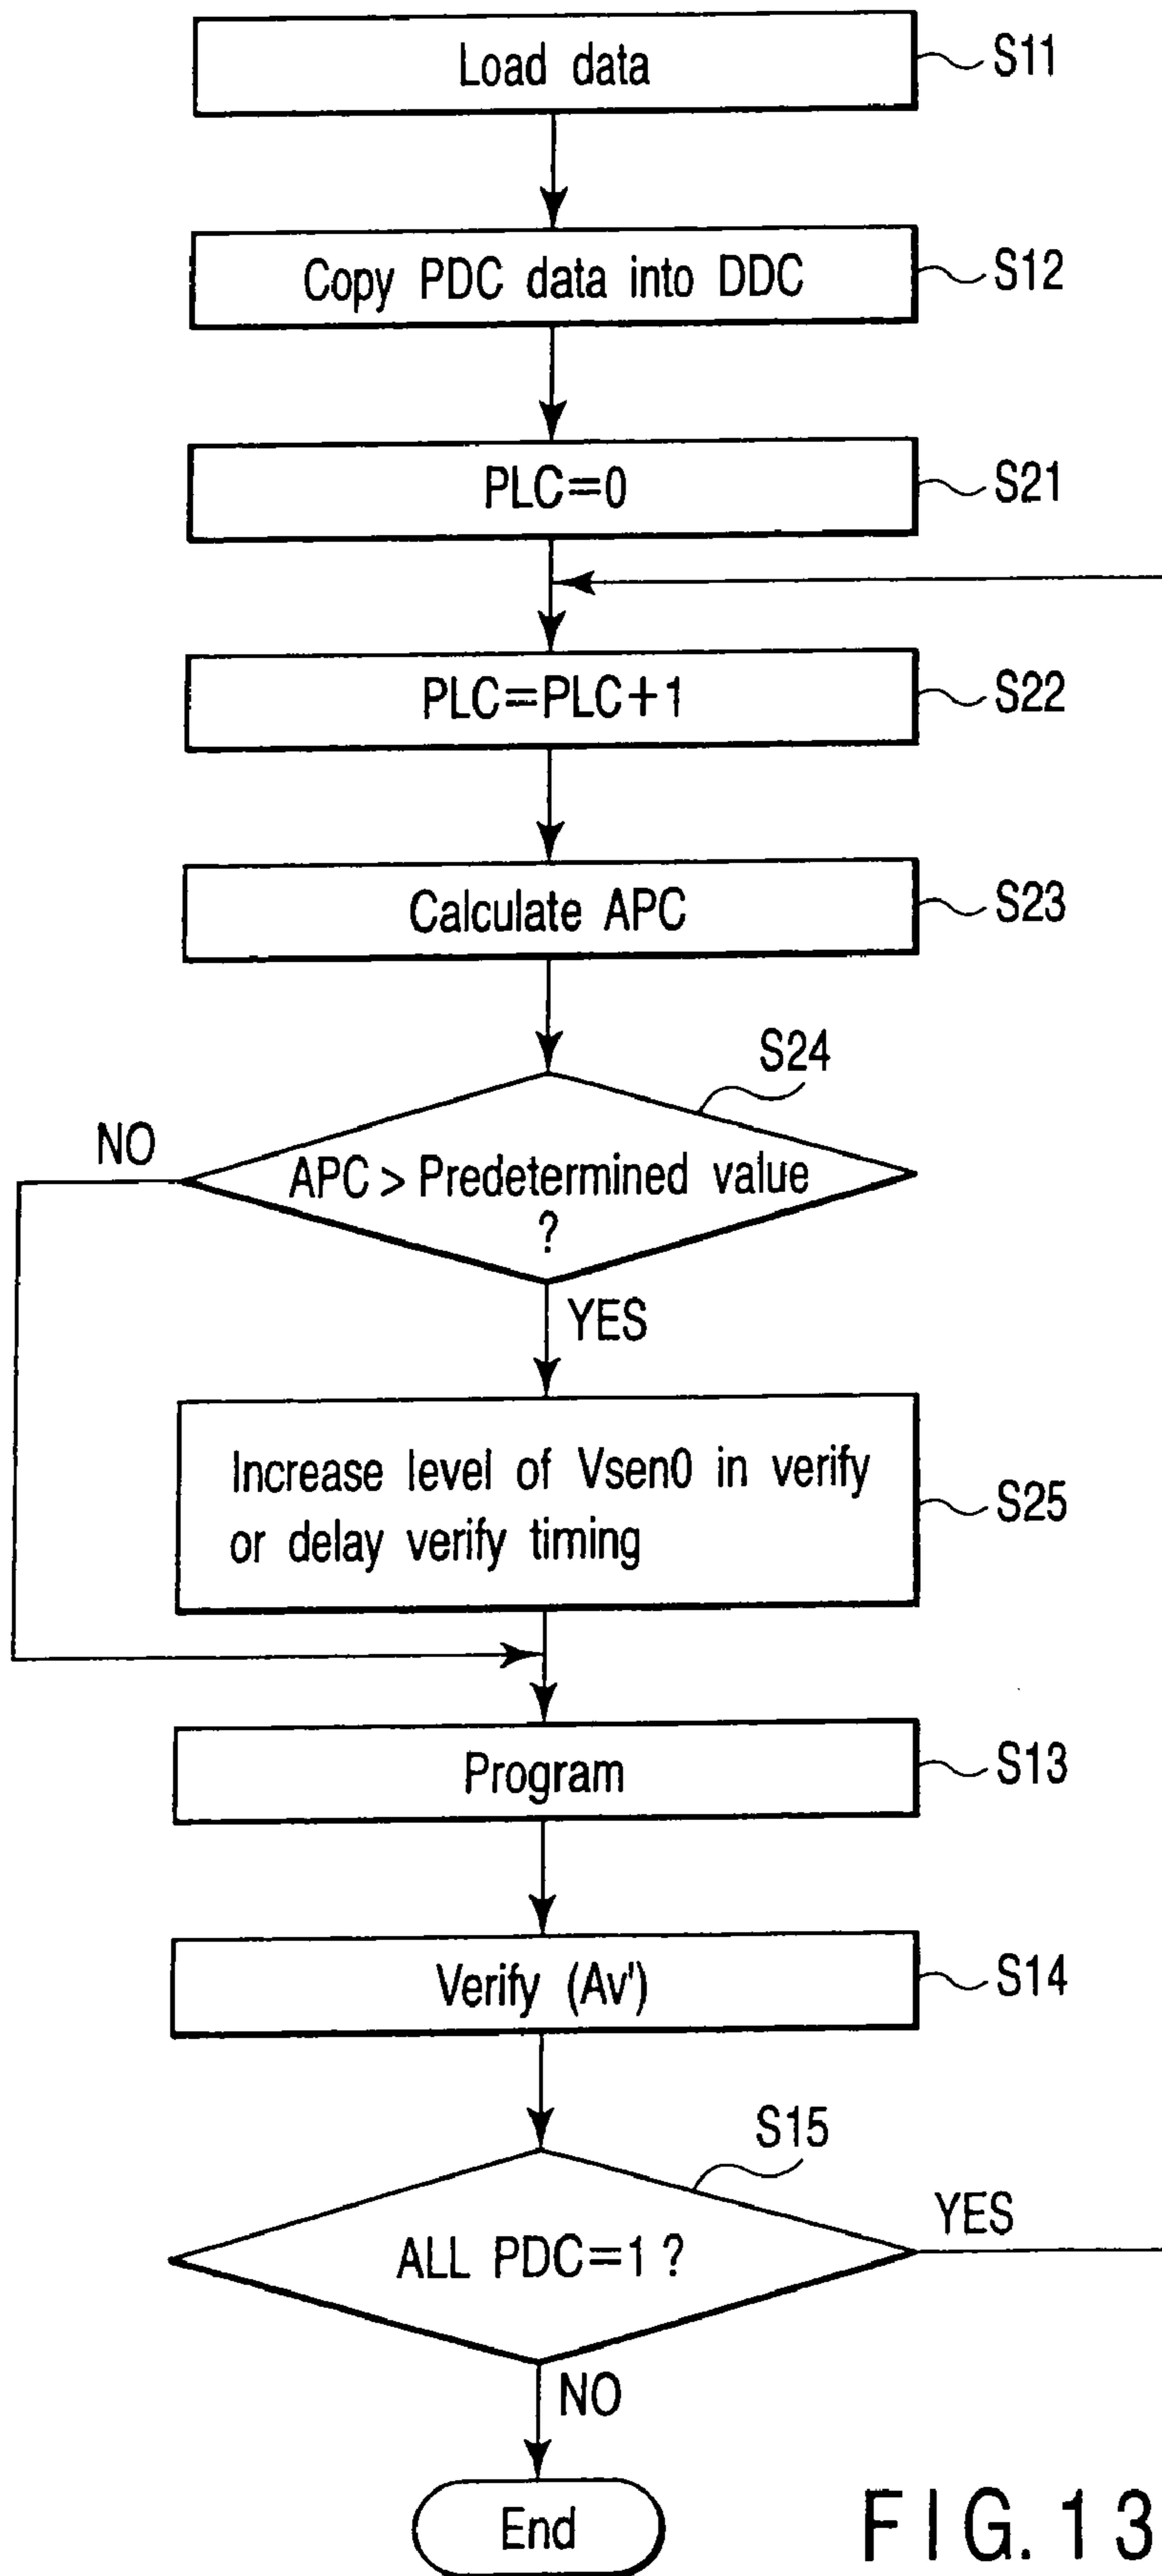 Load data
S11
Copy PDC data into DDC
S12
PLC=0
S21
PLC=PLC+1
S22
Calculate APC
S23
S24
NO
APC > Predetermined value
?
YES
Increase level of Vsen0 in verify
or delay verify timing
S25
Program
S13
Verify (Av')
S14
S15
ALL PDC=1 ?
YES
NO
End
FIG. 13